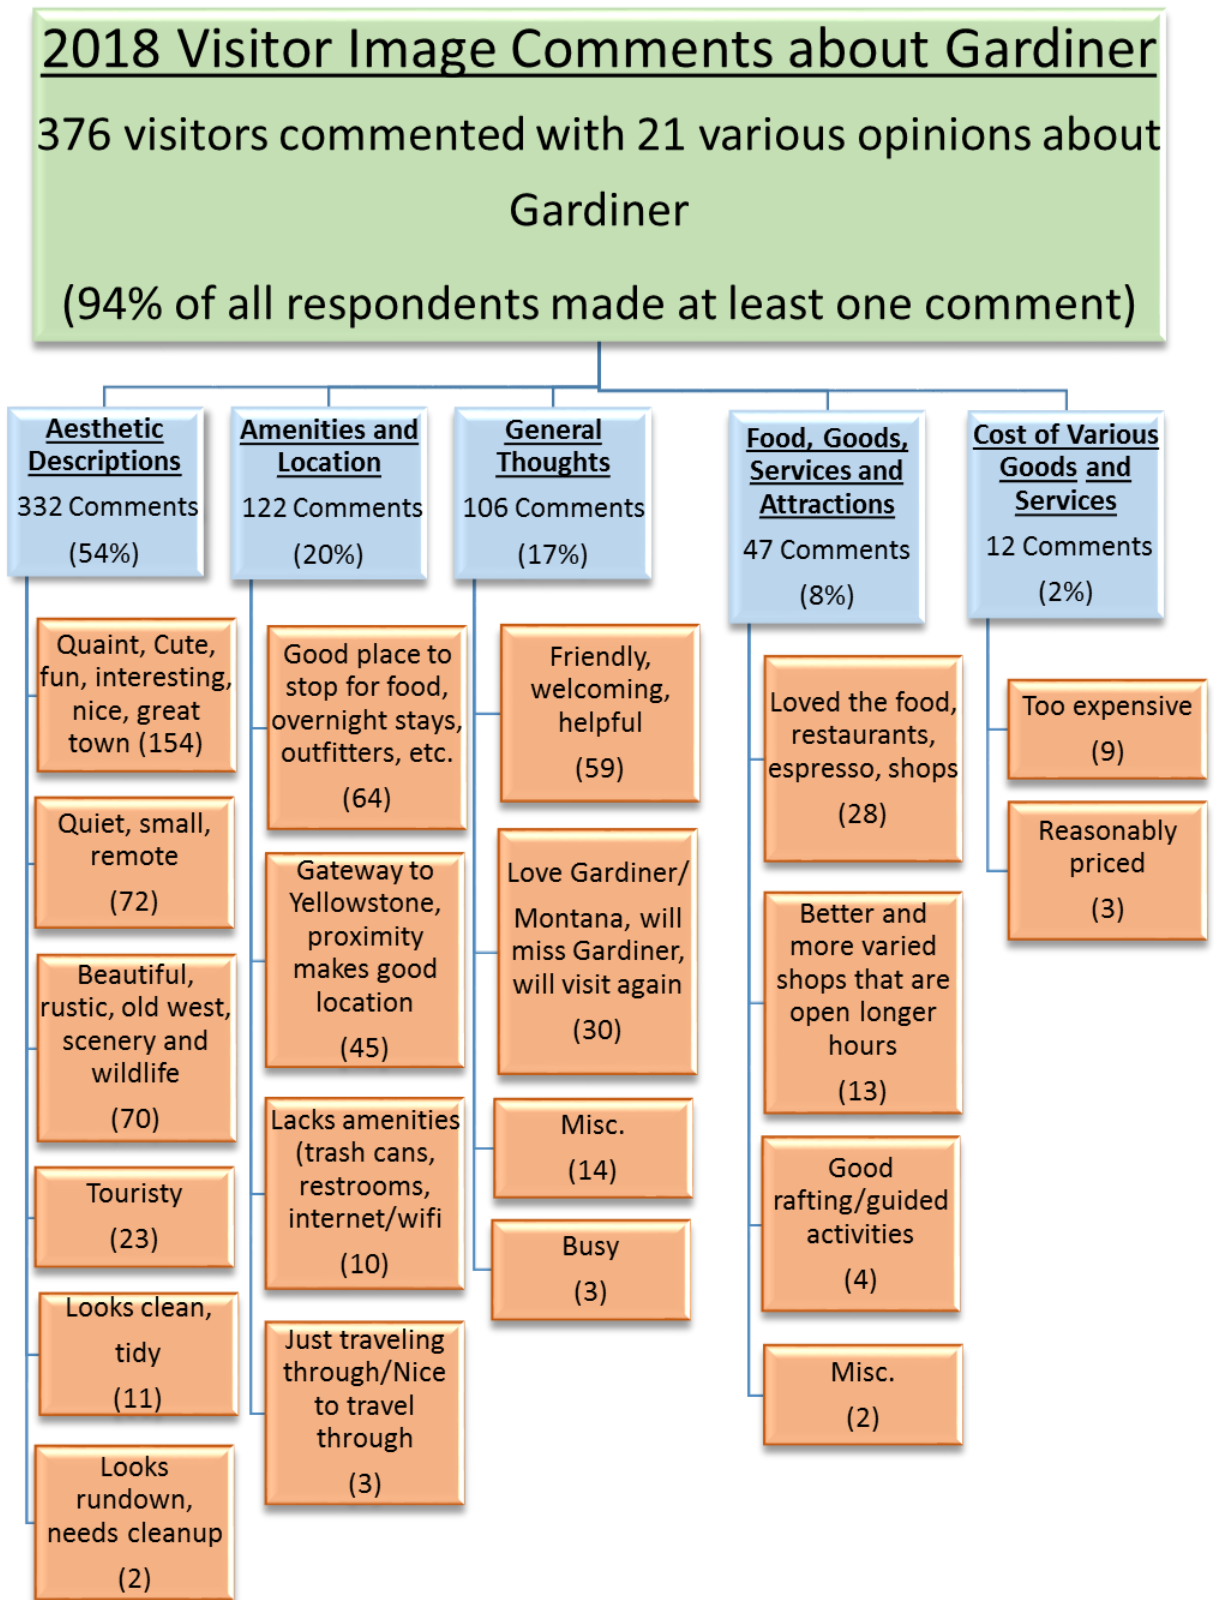 2018 Visitor Image Comments about Gardiner
376 visitors commented with 21 various opinions about
Gardiner
(94% of all respondents made at least one comment)
Aesthetic
Descriptions
332 Comments
(54%)
Quaint, Cute,
fun, interesting,
nice, great
town (154)
Quiet, small,
remote
(72)
Beautiful,
rustic, old west,
scenery and
wildlife
(70)
Touristy
(23)
Looks clean,
tidy
(11)
Looks
rundown,
needs cleanup
(2)
Amenities and
Location
122 Comments
(20%)
Good place to
stop for food,
overnight stays,
outfitters, etc.
(64)
Gateway to
Yellowstone,
proximity
makes good
location
(45)
Lacks amenities
(trash cans,
restrooms,
internet/wifi
(10)
Just traveling
through/Nice
to travel
through
(3)
General
Thoughts
106 Comments
(17%)
Friendly,
welcoming,
helpful
(59)
Love Gardiner/
Montana, will
miss Gardiner,
will visit again
(30)
Misc.
(14)
Busy
(3)
Food, Goods,
Services and
Attractions
47 Comments
(8%)
Loved the food,
restaurants,
espresso, shops
(28)
Better and
more varied
shops that are
open longer
hours
(13)
Good
rafting/guided
activities
(4)
Misc.
(2)
Cost of Various
Goods and
Services
12 Comments
(2%)
Too expensive
(9)
Reasonably
priced
(3)